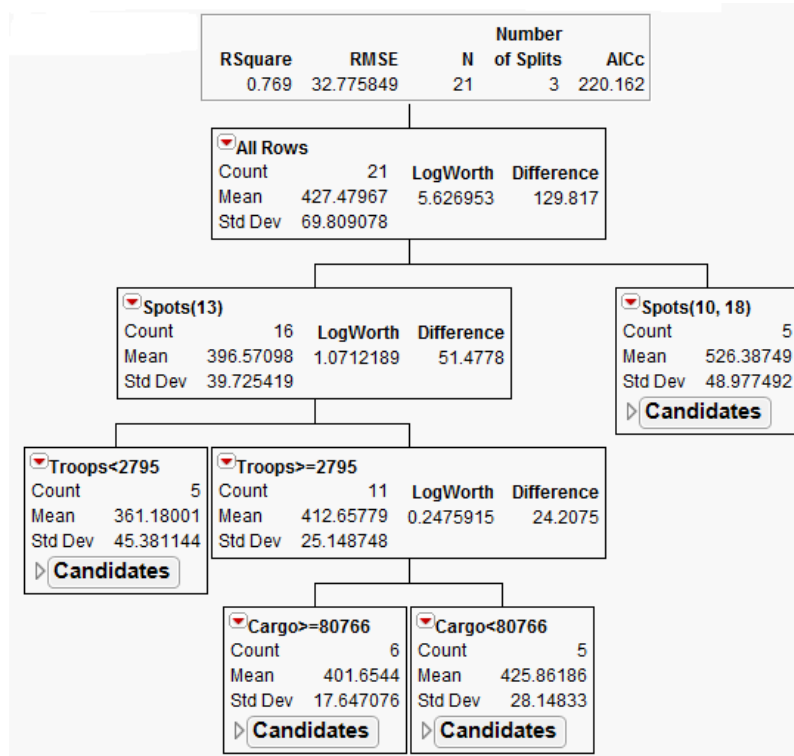 Number
RSquare RMSE N of Splits AICc
0.769 32.775849 21 3 220.162
All Rows
Count 21 LogWorth Difference
Mean 427.47967 5.626953 129.817
Std Dev 69.809078
Spots(13)
Count 16 LogWorth Difference
Mean 396.57098 1.0712189 51.4778
Std Dev 39.725419
Spots(10, 18)
Count 5
Mean 526.38749
Std Dev 48.977492
Candidates
Troops<2795
Count 5
Mean 361.18001
Std Dev 45.381144
Candidates
Troops>=2795
Count 11 LogWorth Difference
Mean 412.65779 0.2475915 24.2075
Std Dev 25.148748
Cargo>=80766
Count 6
Mean 401.6544
Std Dev 17.647076
Candidates
Cargo<80766
Count 5
Mean 425.86186
Std Dev 28.14833
Candidates